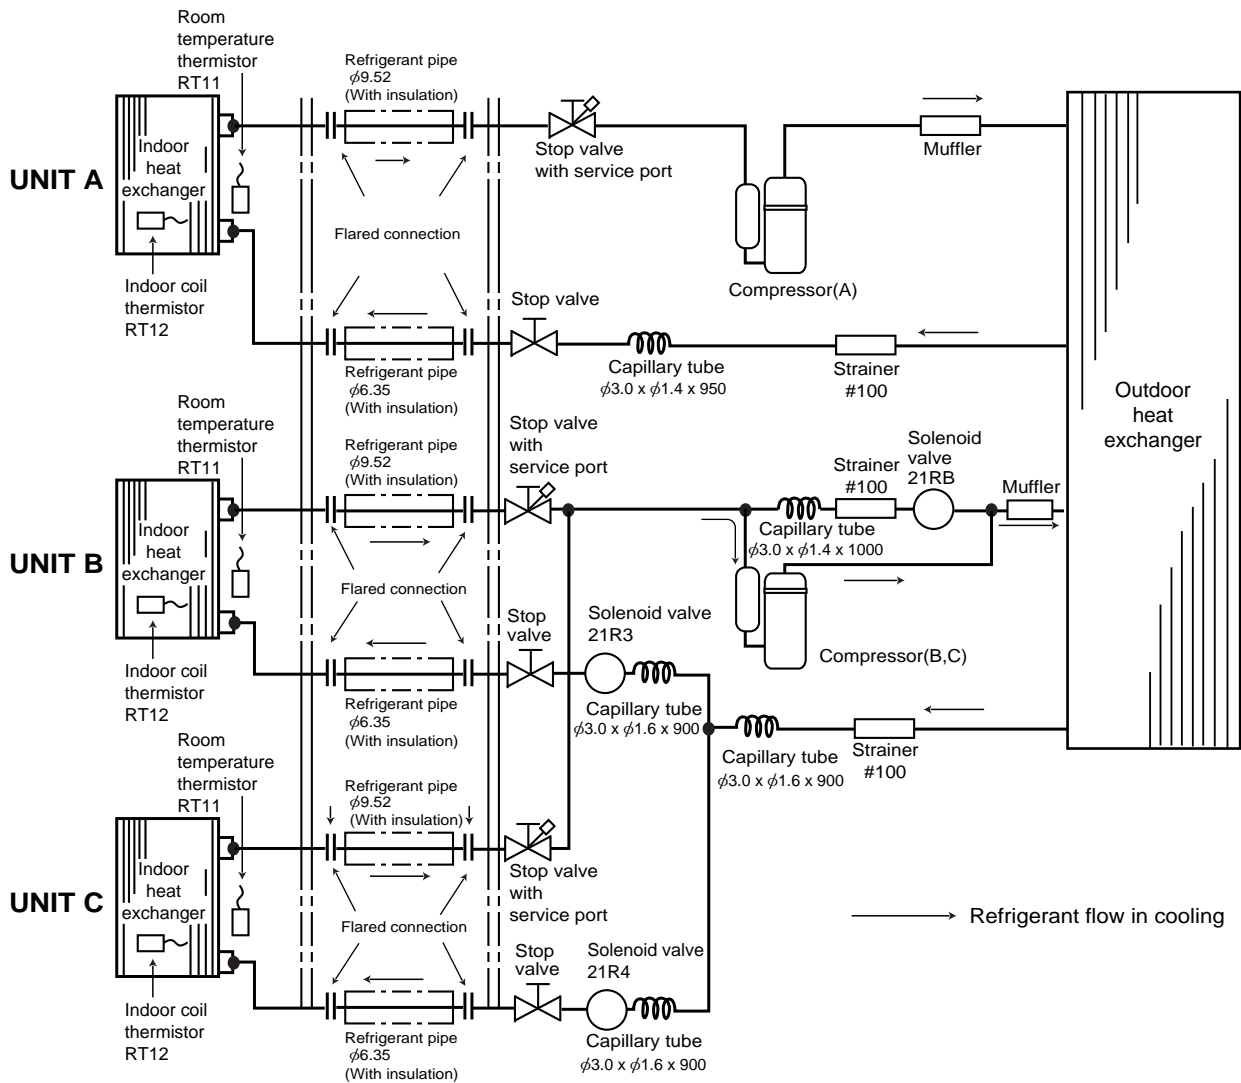 Room
temperature
thermistor
RT11
Refrigerant pipe
ϕ9.52
(With insulation)
Indoor
heat
exchanger
UNIT A
Stop valve
with service port
Muffler
Flared connection
Compressor(A)
Indoor coil
thermistor
RT12
Stop valve
Refrigerant pipe
ϕ6.35
(With insulation)
Capillary tube
ϕ3.0 x ϕ1.4 x 950
Strainer
#100
Outdoor
heat
exchanger
Room
temperature
thermistor
RT11
Refrigerant pipe
ϕ9.52
(With insulation)
Stop valve
with
service port
Strainer
#100
Solenoid
valve
21RB
Muffler
Indoor
heat
exchanger
UNIT B
Capillary tube
ϕ3.0 x ϕ1.4 x 1000
Flared connection
Stop
valve
Solenoid valve
21R3
Compressor(B,C)
Indoor coil
thermistor
RT12
Refrigerant pipe
ϕ6.35
(With insulation)
Capillary tube
ϕ3.0 x ϕ1.6 x 900
Capillary tube
ϕ3.0 x ϕ1.6 x 900
Strainer
#100
Room
temperature
thermistor
RT11
Refrigerant pipe
ϕ9.52
(With insulation)
Stop valve
with
service port
Indoor
heat
exchanger
UNIT C
Flared connection
Refrigerant flow in cooling
Stop
valve
Solenoid valve
21R4
Indoor coil
thermistor
RT12
Refrigerant pipe
ϕ6.35
(With insulation)
Capillary tube
ϕ3.0 x ϕ1.6 x 900